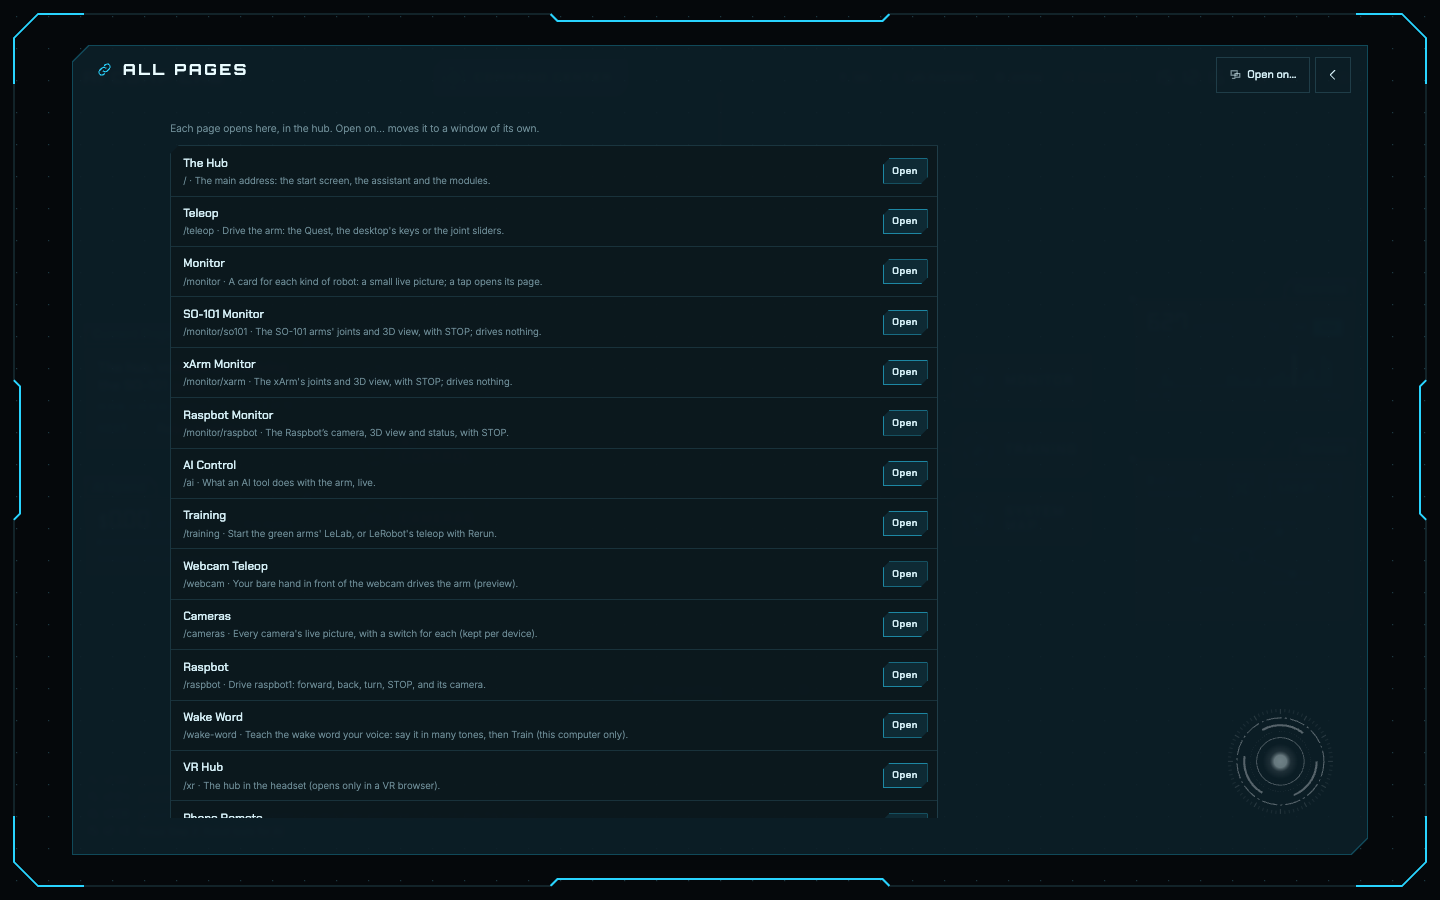 ALL PAGES
Open on...
Each page opens here, in the hub. Open on... moves it to a window of its own.
The Hub
/ · The main address: the start screen, the assistant and the modules.
Open
Teleop
/teleop · Drive the arm: the Quest, the desktop's keys or the joint sliders.
Open
Monitor
/monitor · A card for each kind of robot: a small live picture; a tap opens its page.
Open
SO-101 Monitor
/monitor/so101 · The SO-101 arms' joints and 3D view, with STOP; drives nothing.
Open
xArm Monitor
/monitor/xarm · The xArm's joints and 3D view, with STOP; drives nothing.
Open
Raspbot Monitor
/monitor/raspbot · The Raspbot's camera, 3D view and status, with STOP.
Open
AI Control
/ai · What an AI tool does with the arm, live.
Open
Training
/training · Start the green arms' LeLab, or LeRobot's teleop with Rerun.
Open
Webcam Teleop
/webcam · Your bare hand in front of the webcam drives the arm (preview).
Open
Cameras
/cameras · Every camera's live picture, with a switch for each (kept per device).
Open
Raspbot
/raspbot · Drive raspbot1: forward, back, turn, STOP, and its camera.
Open
Wake Word
/wake-word · Teach the wake word your voice: say it in many tones, then Train (this computer only).
Open
VR Hub
/xr · The hub in the headset (opens only in a VR browser).
Open
Phone Remote